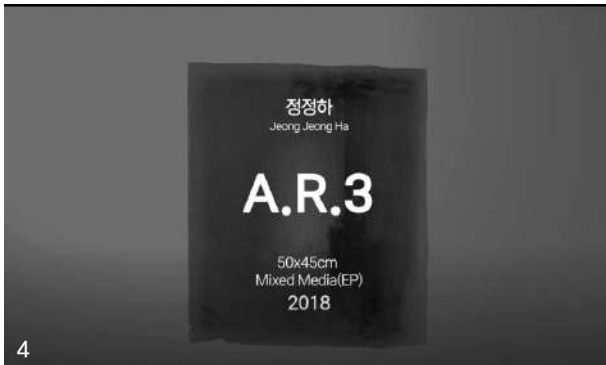 정정하
Jeong Jeong Ha
A.R.3
50x45cm
Mixed Media(EP)
2018
4